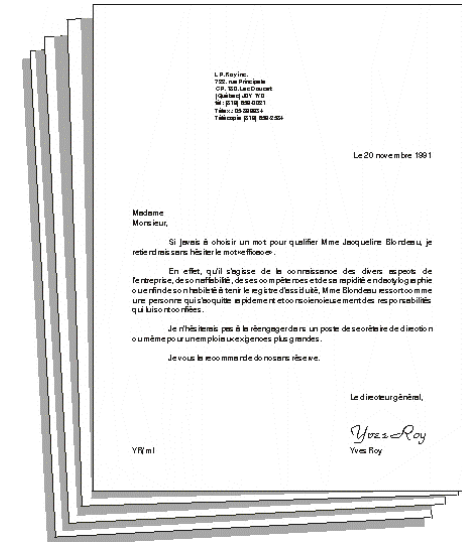 L.P. Roy inc.
722, rue Principale
C.P. 130, Lac Doucet
(Québec) J0Y 1Y0
Tél.: (819) 659-0021
Télécopie (819) 659-2534
Le 20 novembre 1991
Madame
Monsieur,
Si j'avais à choisir un mot pour qualifier Mme Jacqueline Blondeau, je
retiendrais sans hésiter le mot «efficace».
En effet, qu'il s'agisse de la connaissance des divers aspects de
l'entreprise, de son affabilité, de ses compétences et de sa rapidité en dactylographie
ou enfin de son habileté à tenir le registre d'assiduité, Mme Blondeau ressort comme
une personne qui s'acquitte rapidement et consciencieusement des responsabilités
qui lui sont confiées.
Je n'hésiterais pas à la réengager dans un poste de secrétaire de direction
ou même pour un emploi aux exigences plus grandes.
Je vous la recommande donc sans réserve.
Le directeur général,
Yves Roy
YR/ml
Yves Roy